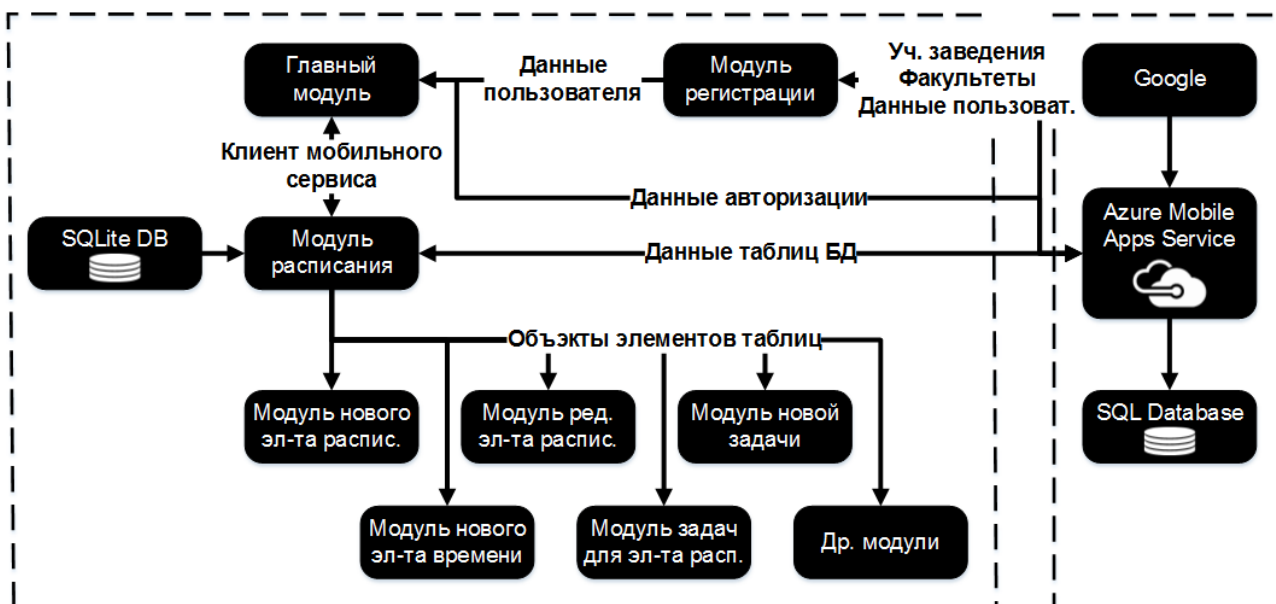 Главный
модуль
Данные
пользователя
Модуль
регистрации
Уч. заведения
Факультеты
Данные пользоват.
Google
Клиент мобильного
сервиса
Данные авторизации
SQLite DB
Модуль
расписания
Данные таблиц БД
Azure Mobile
Apps Service
Объэкты элементов таблиц
Модуль нового
эл-та распис.
Модуль ред.
эл-та распис.
Модуль новой
задачи
SQL Database
Модуль нового
эл-та времени
Модуль задач
для эл-та расп.
Др. модули